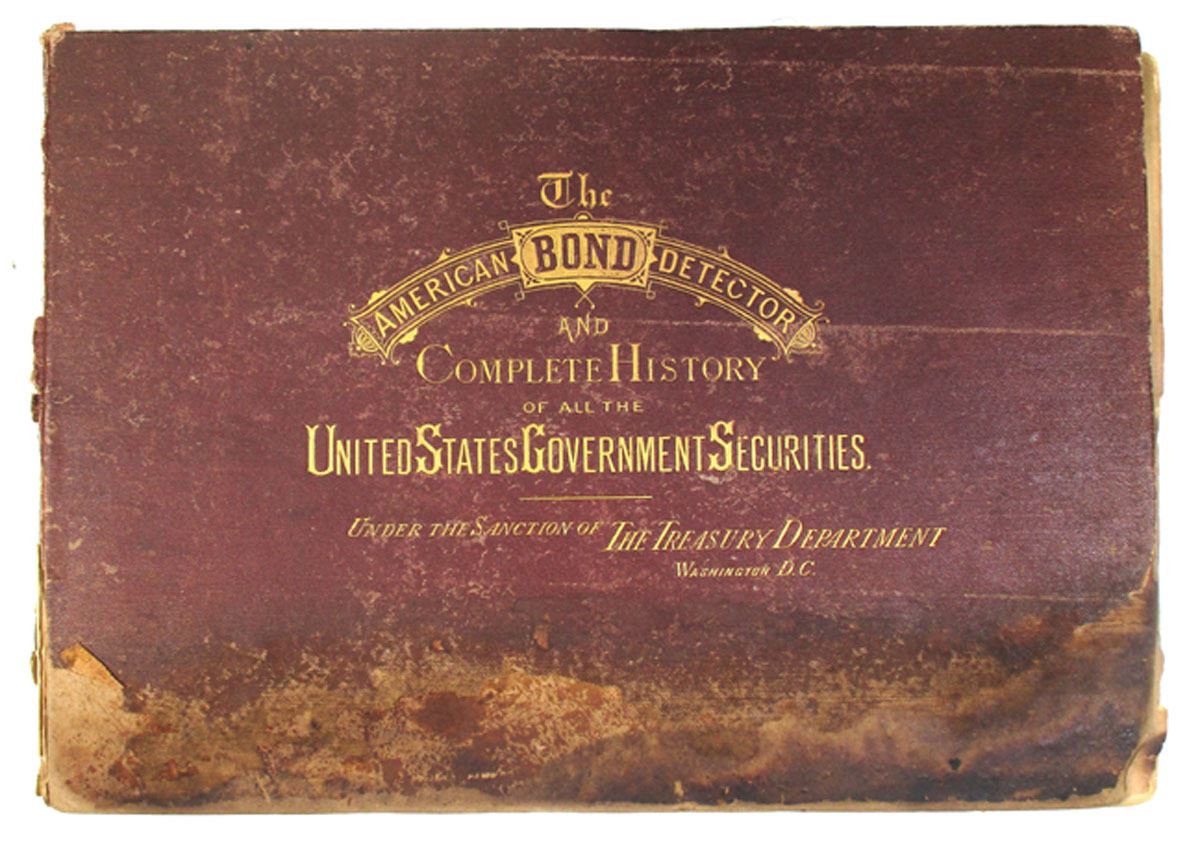 The
AMERICAN BOND DETECTOR
AND
COMPLETE HISTORY
OF ALL THE
UNITED STATES GOVERNMENT SECURITIES.
UNDER THE SANCTION OF THE TREASURY DEPARTMENT
WASHINGTON D.C.